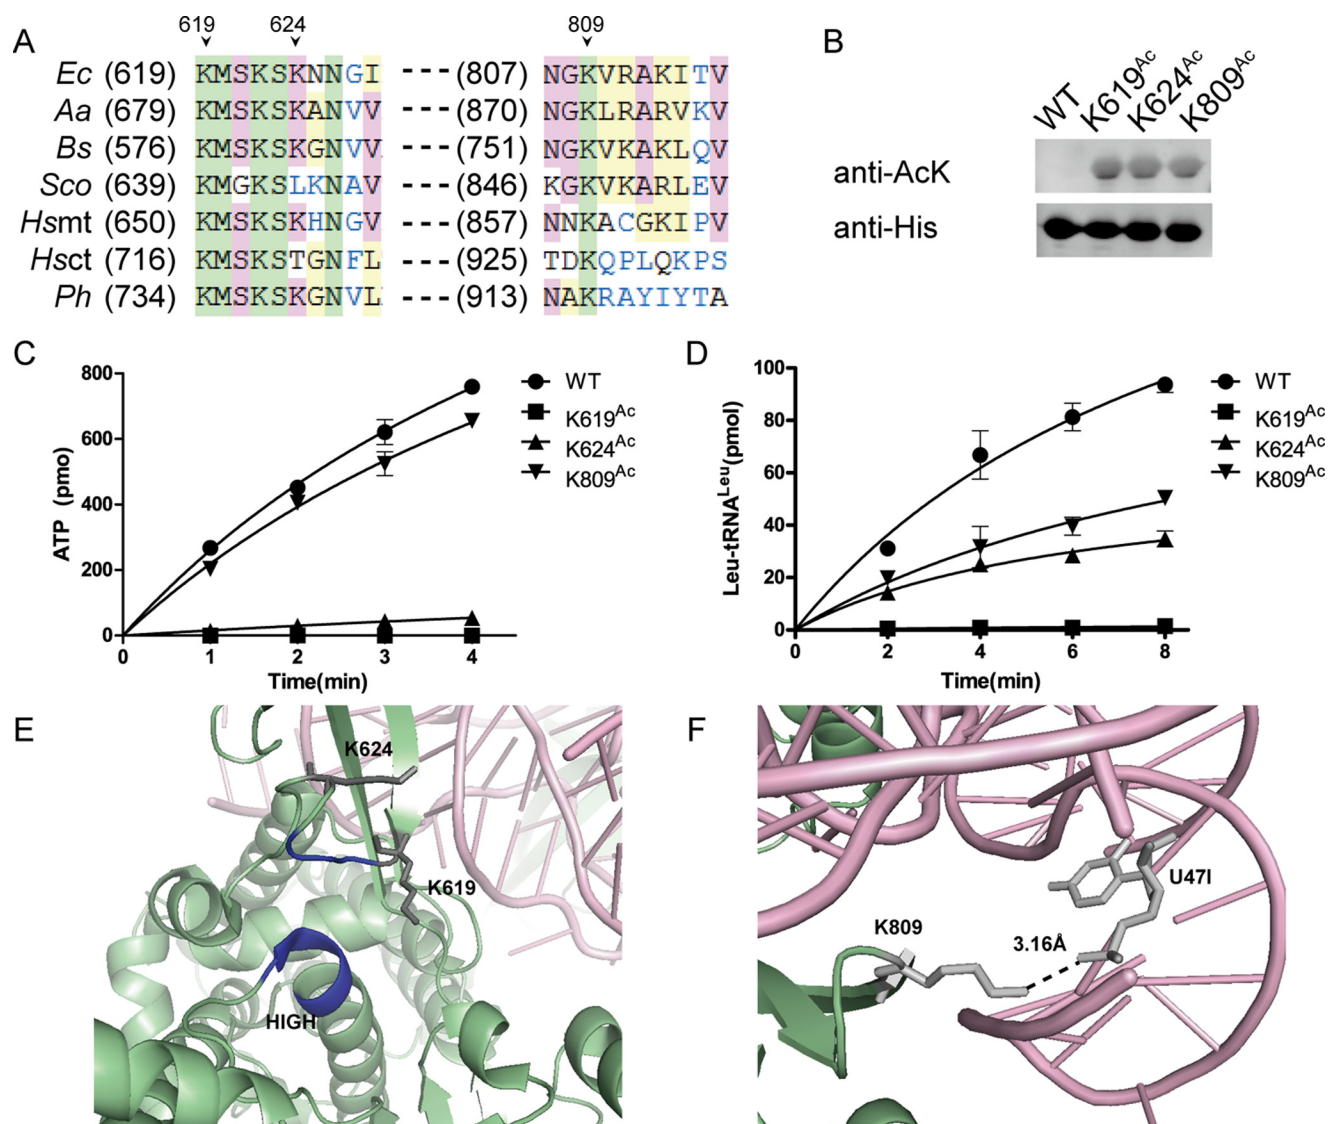 A
619 624 809
Ec (619) KMSKSKNNGI --- (807) NGKVRAKITV
Aa (679) KMSKSKANVV --- (870) NGKLRARVKV
Bs (576) KMSKSKGNVV --- (751) NGKVKAKLQV
Sco (639) KMGKSLKNAV --- (846) KGKVKARLEV
Hsmt (650) KMSKSKHNGV --- (857) NNKACGKIPV
Hsct (716) KMSKSTGNFL --- (925) TDKQPLQKPS
Ph (734) KMSKSKGNVL --- (913) NAKRAYIYTA
B
WT K619Ac K624Ac K809Ac
anti-AcK
anti-His
C
ATP (pmo)
800
600
400
200
0
0 1 2 3 4
Time(min)
WT
K619Ac
K624Ac
K809Ac
D
Leu-tRNALeu(pmol)
100
80
60
40
20
0
0 2 4 6 8
Time(min)
WT
K619Ac
K624Ac
K809Ac
E
K624
K619
HIGH
F
U47I
K809
3.16Å